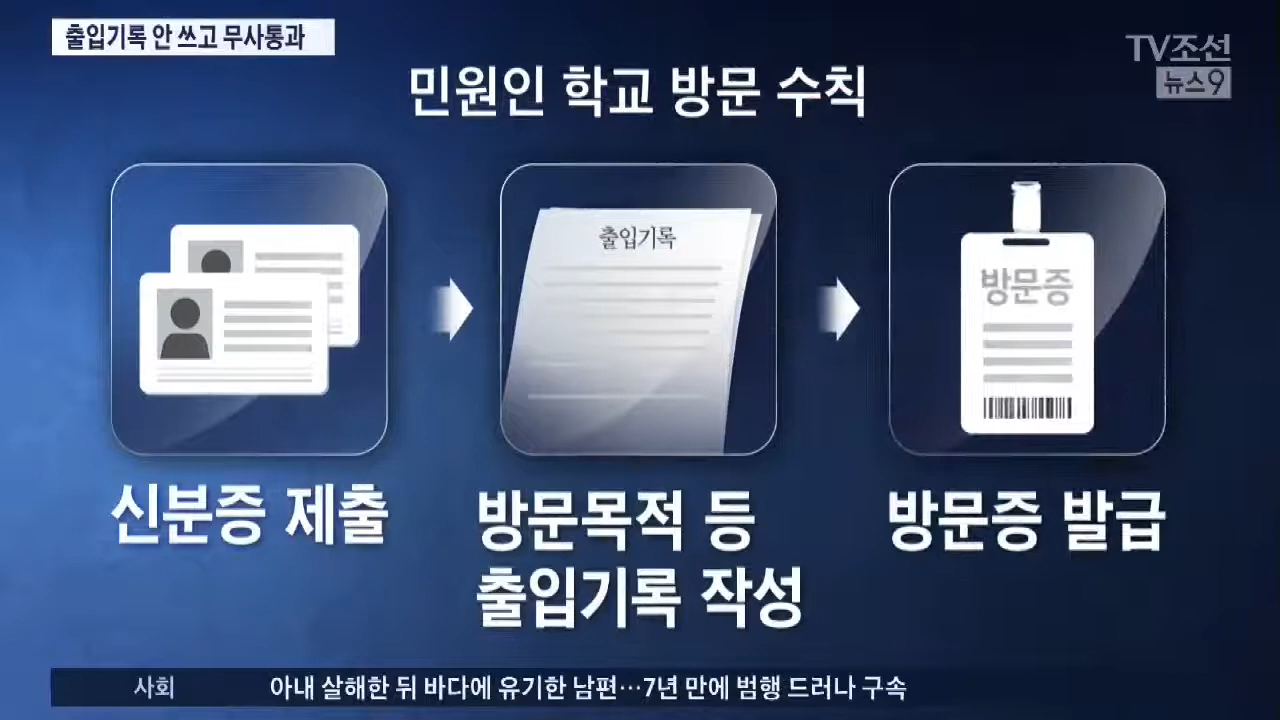 출입기록 안 쓰고 무사통과
TV조선
뉴스9
민원인 학교 방문 수칙
출입기록
방문증
신분증 제출
방문목적 등
출입기록 작성
방문증 발급
사회
아내 살해한 뒤 바다에 유기한 남편…7년 만에 범행 드러나 구속